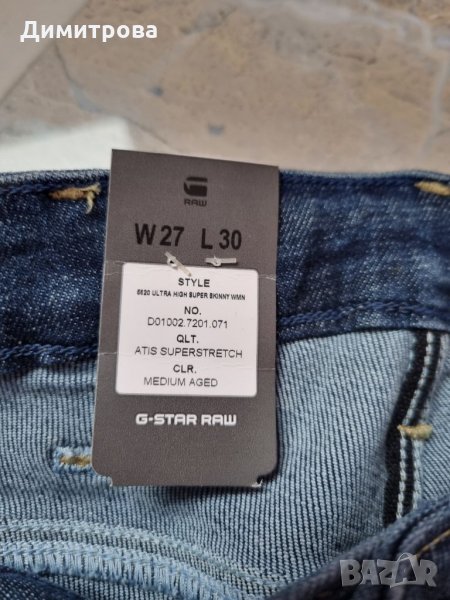 Димитрова
RAW
W 27 L 30
STYLE
5620 ULTRA HIGH SUPER SKINNY WMN
NO.
D01002.7201.071
QLT.
ATIS SUPERSTRETCH
CLR.
MEDIUM AGED
G-STAR RAW
BAZAR